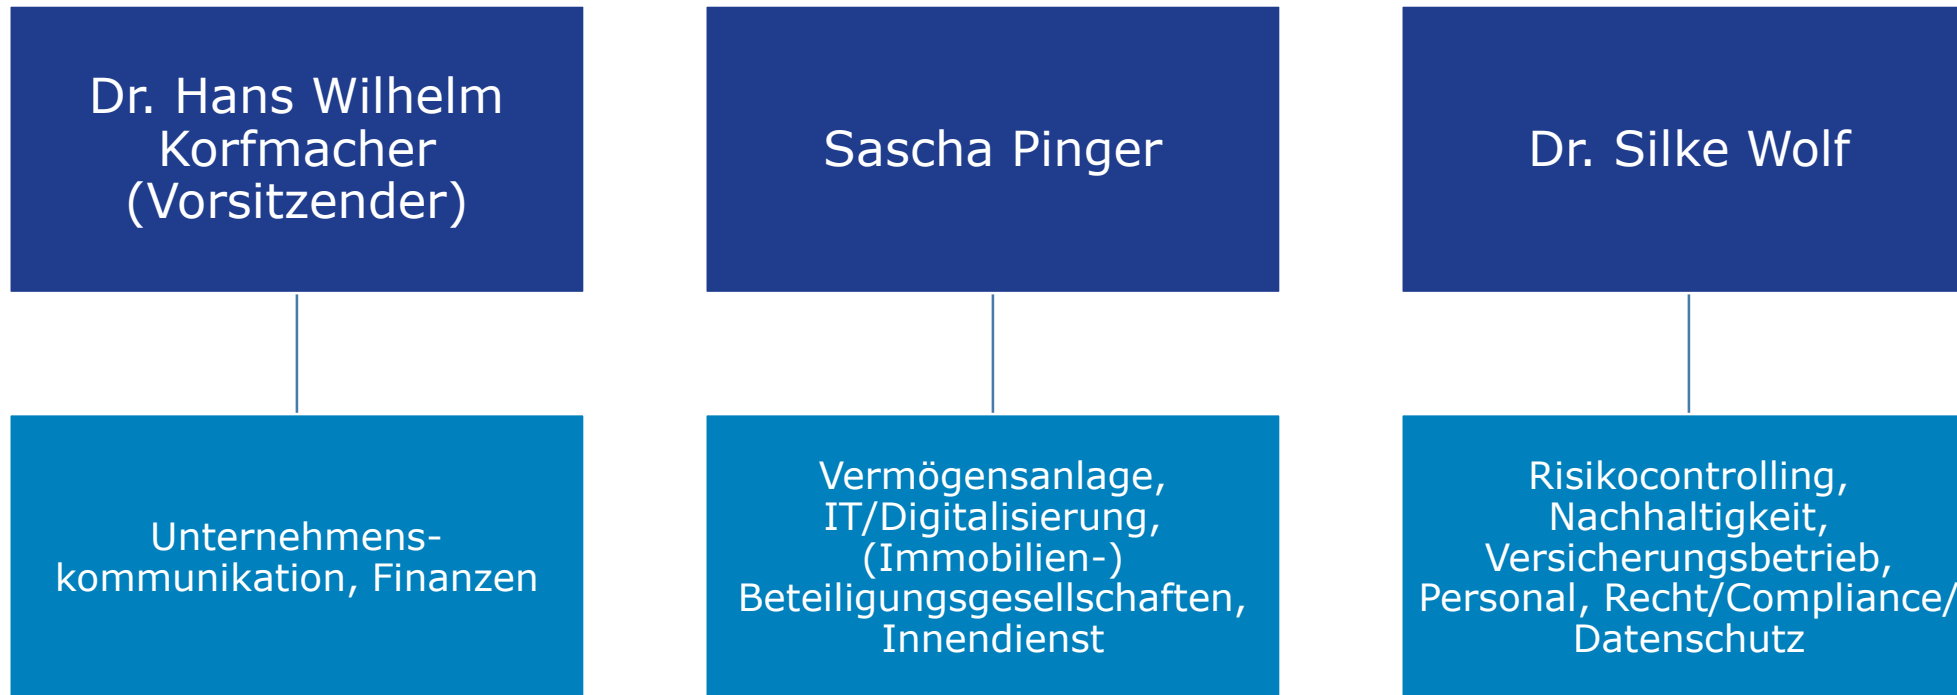 Dr. Hans Wilhelm
Korfmacher
(Vorsitzender)
Sascha Pinger
Dr. Silke Wolf
Unternehmens-
kommunikation, Finanzen
Vermögensanlage,
IT/Digitalisierung,
(Immobilien-)
Beteiligungsgesellschaften,
Innendienst
Risikocontrolling,
Nachhaltigkeit,
Versicherungsbetrieb,
Personal, Recht/Compliance/
Datenschutz